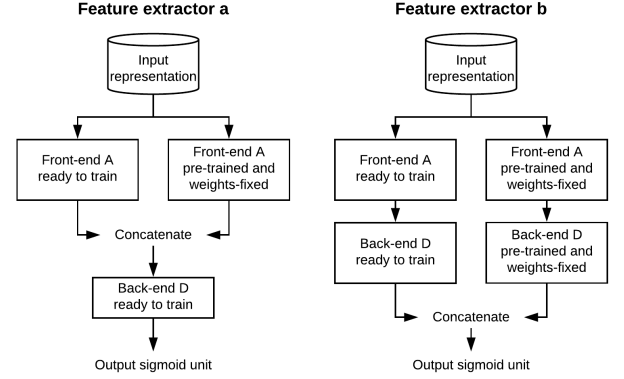 Feature extractor a
Input
representation
Front-end A
ready to train
Front-end A
pre-trained and
weights-fixed
Concatenate
Back-end D
ready to train
Output sigmoid unit
Feature extractor b
Input
representation
Front-end A
ready to train
Front-end A
pre-trained and
weights-fixed
Back-end D
ready to train
Back-end D
pre-trained and
weights-fixed
Concatenate
Output sigmoid unit